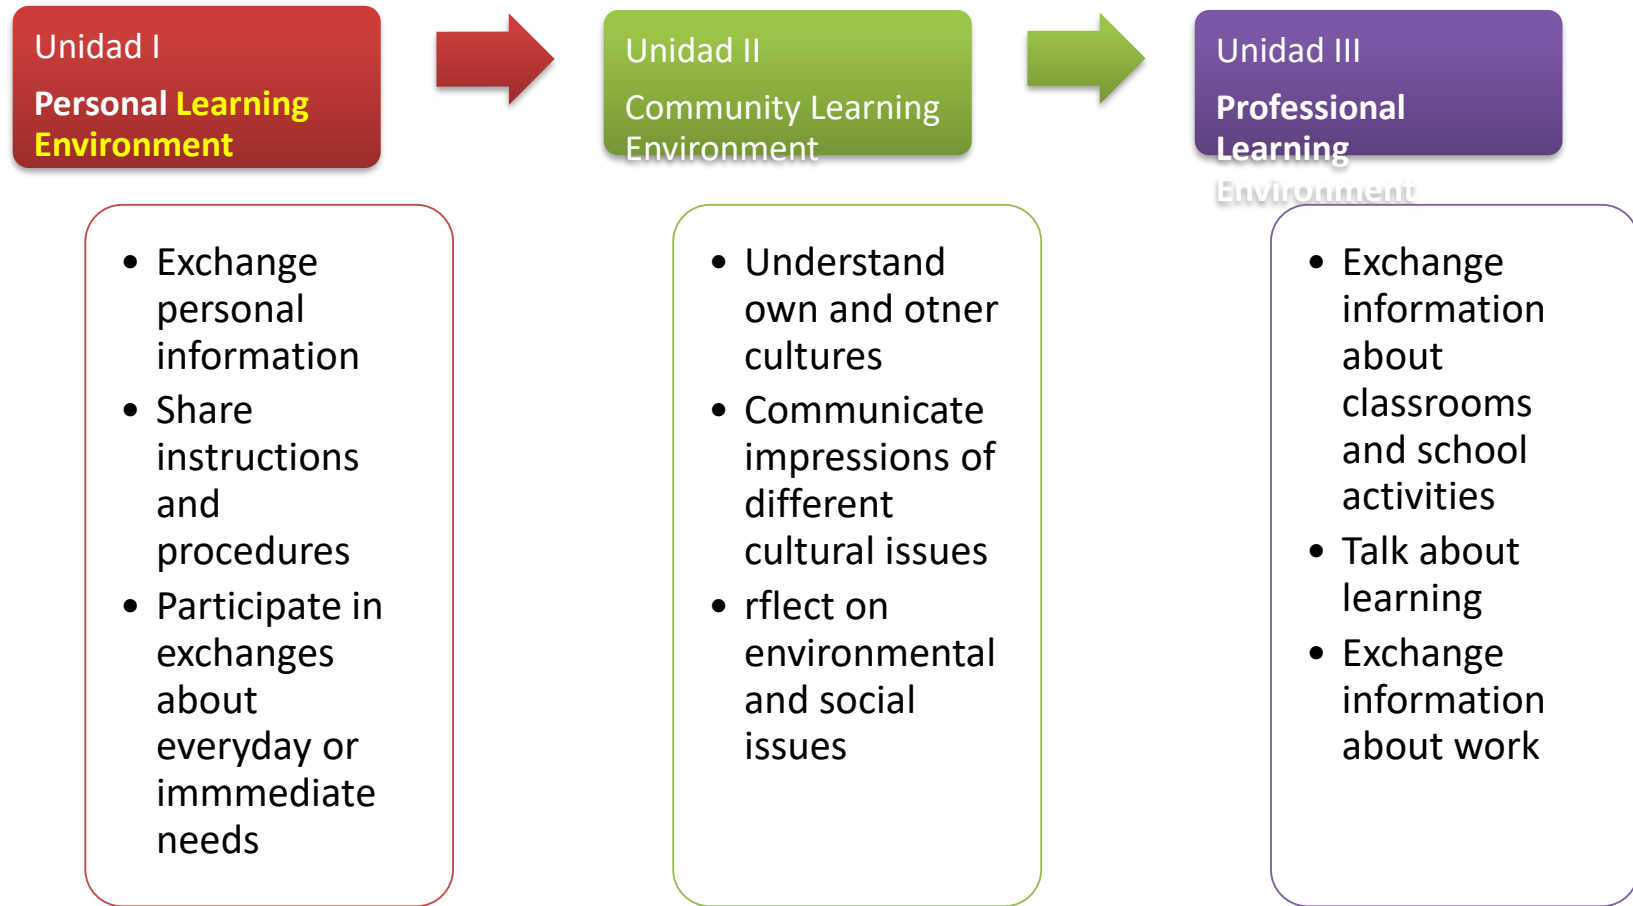 Unidad I
Personal Learning
Environment
• Exchange
personal
information
• Share
instructions
and
procedures
• Participate in
exchanges
about
everyday or
immmediate
needs
Unidad II
Community Learning
Environment
• Understand
own and otner
cultures
• Communicate
impressions of
different
cultural issues
• rflect on
environmental
and social
issues
Unidad III
Professional
Learning
Environment
• Exchange
information
about
classrooms
and school
activities
• Talk about
learning
• Exchange
information
about work